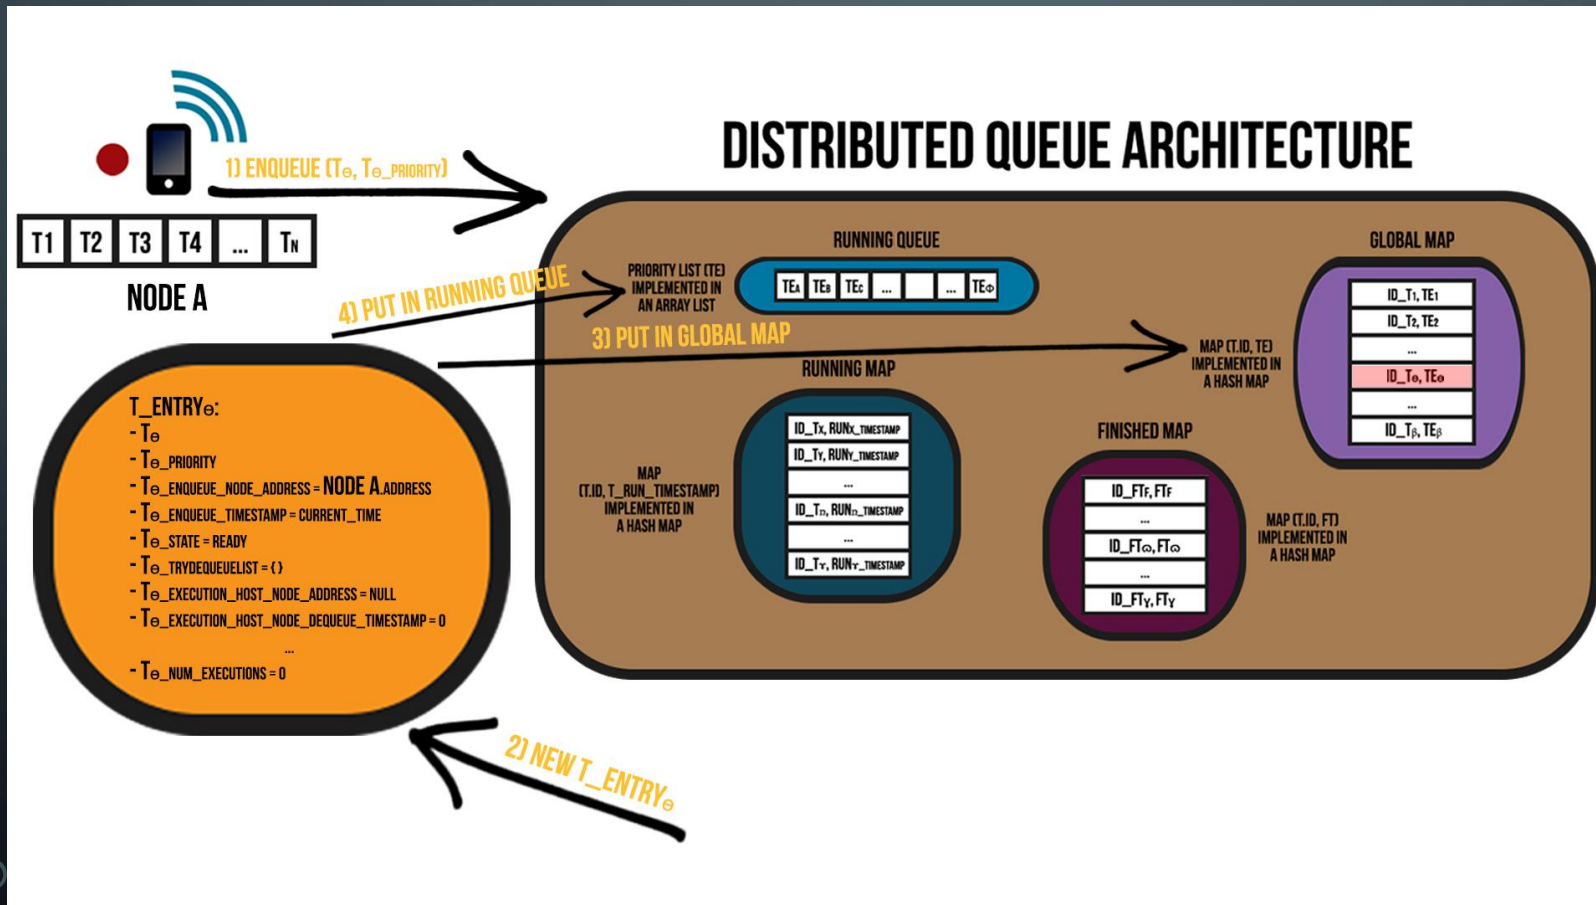 DISTRIBUTED QUEUE ARCHITECTURE
1) ENQUEUE (TΘ, TΘ_PRIORITY)
T1 T2 T3 T4 ... TN
NODE A
4) PUT IN RUNNING QUEUE
3) PUT IN GLOBAL MAP
T_ENTRYΘ:
- TΘ
- TΘ_PRIORITY
- TΘ_ENQUEUE_NODE_ADDRESS = NODE A.ADDRESS
- TΘ_ENQUEUE_TIMESTAMP = CURRENT_TIME
- TΘ_STATE = READY
- TΘ_TRYDEQUEUELIST = { }
- TΘ_EXECUTION_HOST_NODE_ADDRESS = NULL
- TΘ_EXECUTION_HOST_NODE_DEQUEUE_TIMESTAMP = 0
...
- TΘ_NUM_EXECUTIONS = 0
2) NEW T_ENTRYΘ
RUNNING QUEUE
PRIORITY LIST (TE)
IMPLEMENTED IN
AN ARRAY LIST
TEA TEB TEC ... ... TEΦ
RUNNING MAP
MAP
(T.ID, T_RUN_TIMESTAMP)
IMPLEMENTED IN
A HASH MAP
ID_TX, RUNX_TIMESTAMP
ID_TY, RUNY_TIMESTAMP
...
ID_TΩ, RUNΩ_TIMESTAMP
...
ID_Tϒ, RUNϒ_TIMESTAMP
GLOBAL MAP
MAP (T.ID, TE)
IMPLEMENTED IN
A HASH MAP
ID_T1, TE1
ID_T2, TE2
...
ID_TΘ, TEΘ
...
ID_Tβ, TEβ
FINISHED MAP
MAP (T.ID, FT)
IMPLEMENTED IN
A HASH MAP
ID_FTF, FTF
...
ID_FTϖ, FTϖ
...
ID_FTγ, FTγ